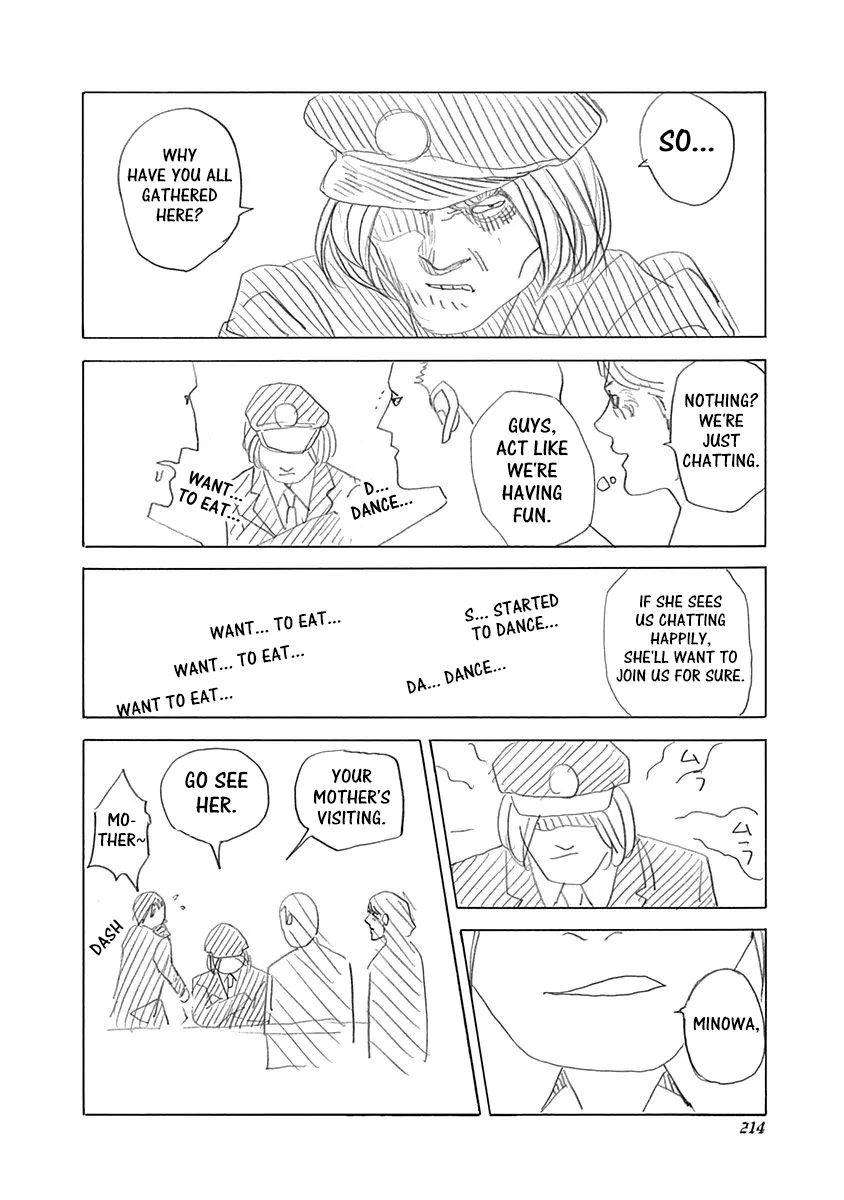 SO...
WHY
HAVE YOU ALL
GATHERED
HERE?
NOTHING?
WE'RE
JUST
CHATTING.
GUYS,
ACT LIKE
WE'RE
HAVING
FUN.
D...
DANCE...
WANT...
TO EAT...
IF SHE SEES
US CHATTING
HAPPILY,
SHE'LL WANT TO
JOIN US FOR SURE.
S... STARTED
TO DANCE...
DA... DANCE...
WANT... TO EAT...
WANT... TO EAT...
WANT TO EAT...
ムラ
ムラ
MINOWA,
YOUR
MOTHER'S
VISITING.
GO SEE
HER.
MO-
THER~
DASH
214